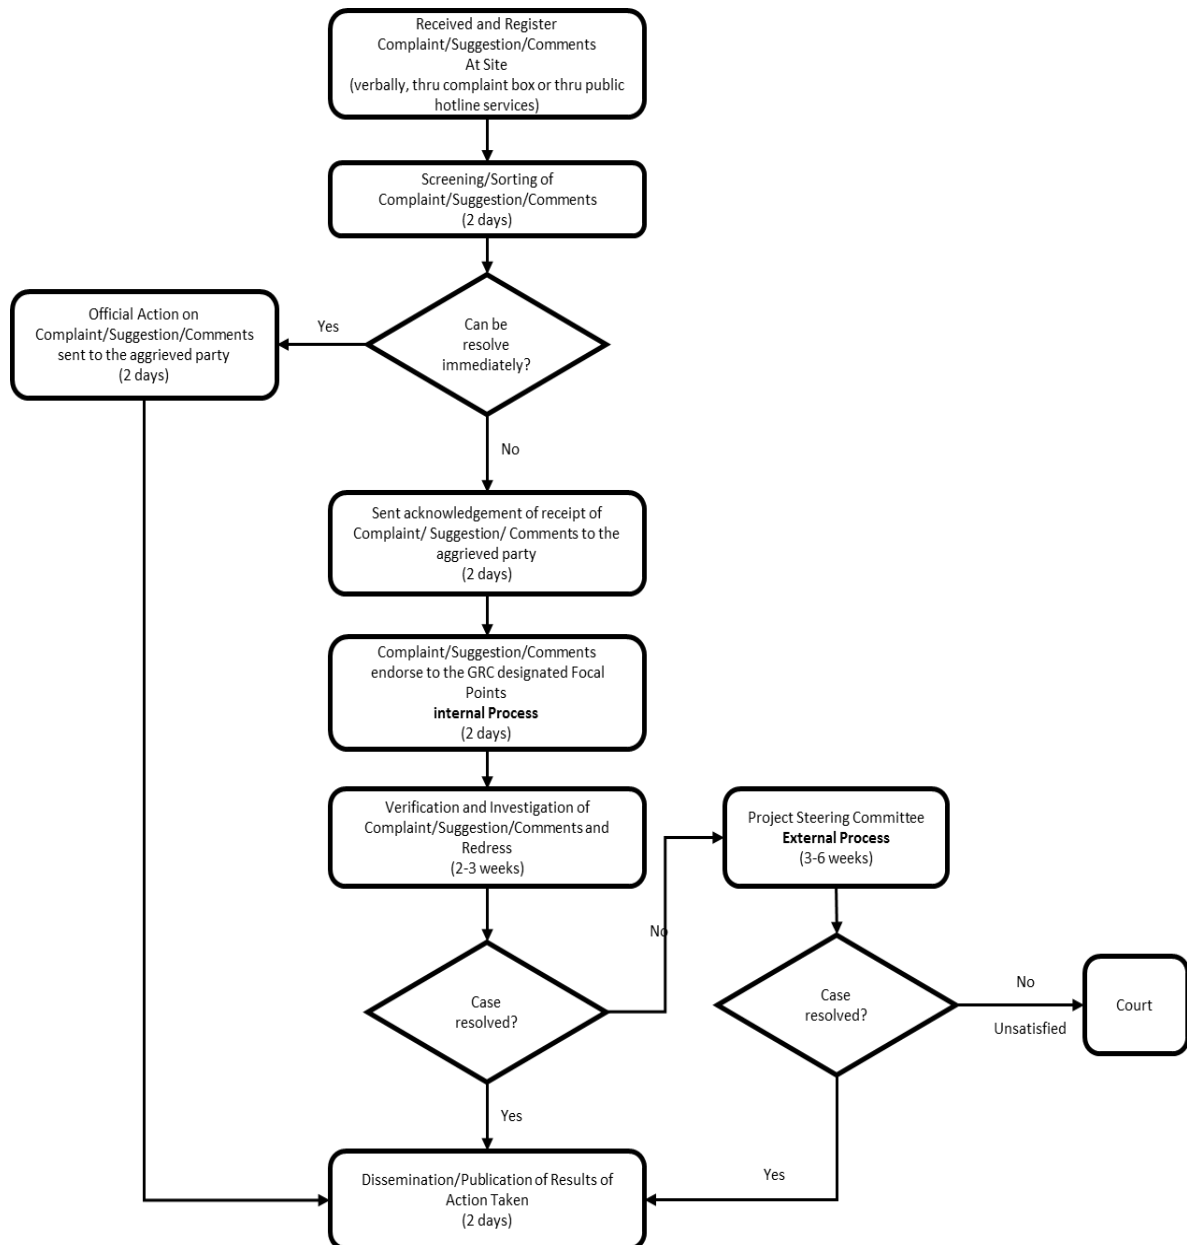 Received and Register
Complaint/Suggestion/Comments
At Site
(verbally, thru complaint box or thru public
hotline services)
Screening/Sorting of
Complaint/Suggestion/Comments
(2 days)
Official Action on
Complaint/Suggestion/Comments
sent to the aggrieved party
(2 days)
Yes
Can be
resolve
immediately?
No
Sent acknowledgement of receipt of
Complaint/ Suggestion/ Comments to the
aggrieved party
(2 days)
Complaint/Suggestion/Comments
endorse to the GRC designated Focal
Points
internal Process
(2 days)
Verification and Investigation of
Complaint/Suggestion/Comments and
Redress
(2-3 weeks)
Project Steering Committee
External Process
(3-6 weeks)
No
Case
resolved?
Case
resolved?
No
Unsatisfied
Court
Yes
Yes
Dissemination/Publication of Results of
Action Taken
(2 days)